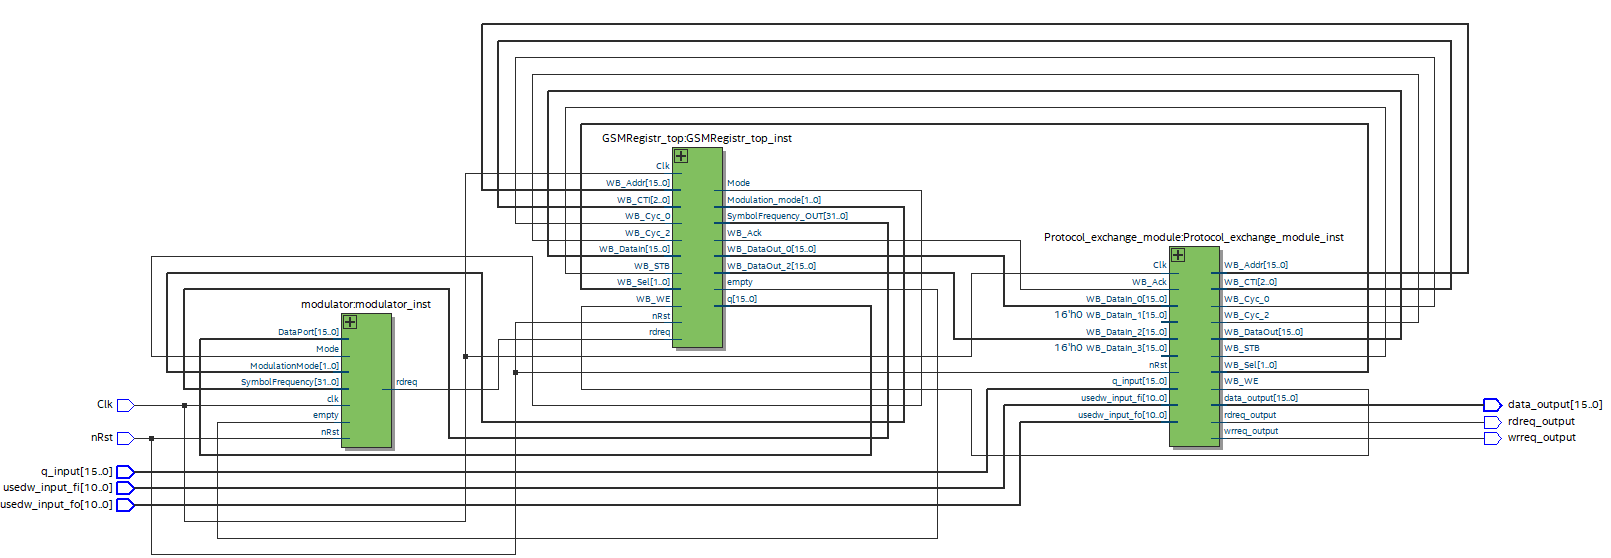 GSMRegistr_top:GSMRegistr_top_inst
Clk
WB_Addr[15..0]
WB_CTI[2..0]
WB_Cyc_0
WB_Cyc_2
WB_DataIn[15..0]
WB_STB
WB_Sel[1..0]
WB_WE
nRst
rdreq
Mode
Modulation_mode[1..0]
SymbolFrequency_OUT[31..0]
WB_Ack
WB_DataOut_0[15..0]
WB_DataOut_2[15..0]
empty
q[15..0]
Protocol_exchange_module:Protocol_exchange_module_inst
Clk
WB_Ack
WB_DataIn_0[15..0]
16'h0 WB_DataIn_1[15..0]
WB_DataIn_2[15..0]
16'h0 WB_DataIn_3[15..0]
nRst
q_input[15..0]
usedw_input_fi[10..0]
usedw_input_fo[10..0]
WB_Addr[15..0]
WB_CTI[2..0]
WB_Cyc_0
WB_Cyc_2
WB_DataOut[15..0]
WB_STB
WB_Sel[1..0]
WB_WE
data_output[15..0]
rdreq_output
wrreq_output
modulator:modulator_inst
DataPort[15..0]
Mode
ModulationMode[1..0]
SymbolFrequency[31..0]
clk
empty
nRst
rdreq
Clk
nRst
q_input[15..0]
usedw_input_fi[10..0]
usedw_input_fo[10..0]
data_output[15..0]
rdreq_output
wrreq_output